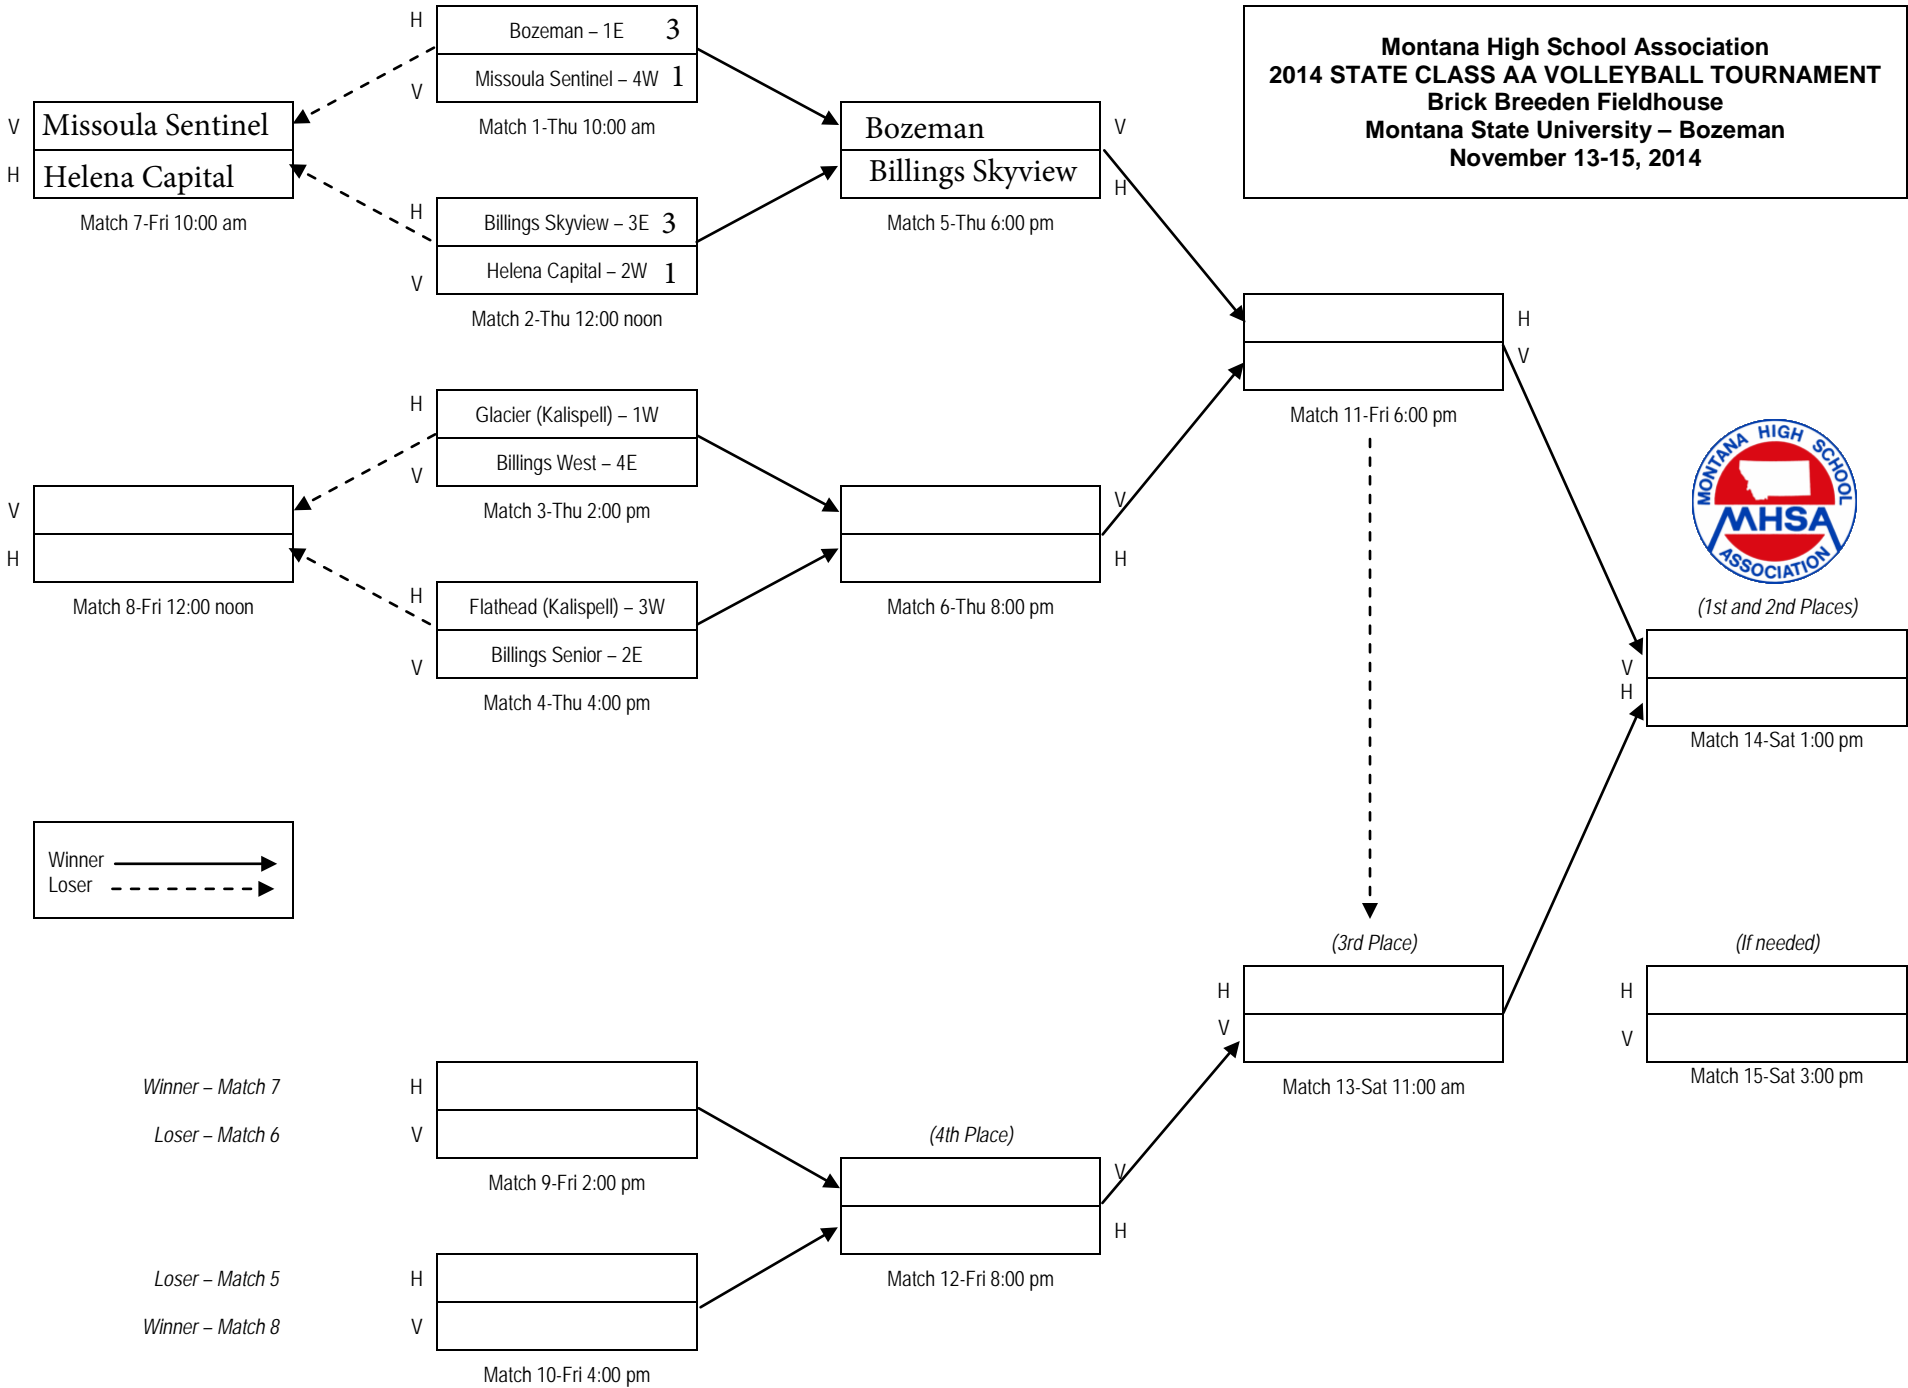 Montana High School Association
2014 STATE CLASS AA VOLLEYBALL TOURNAMENT
Brick Breeden Fieldhouse
Montana State University – Bozeman
November 13-15, 2014
H
Bozeman – 1E 3
V
Missoula Sentinel – 4W 1
Match 1-Thu 10:00 am
V
Missoula Sentinel
H
Helena Capital
Match 7-Fri 10:00 am
H
Billings Skyview – 3E 3
V
Helena Capital – 2W 1
Match 2-Thu 12:00 noon
Bozeman
V
Billings Skyview
H
Match 5-Thu 6:00 pm
H
V
Match 11-Fri 6:00 pm
H
Glacier (Kalispell) – 1W
V
Billings West – 4E
Match 3-Thu 2:00 pm
V
H
Match 8-Fri 12:00 noon
H
Flathead (Kalispell) – 3W
V
Billings Senior – 2E
Match 4-Thu 4:00 pm
V
H
Match 6-Thu 8:00 pm
MONTANA HIGH SCHOOL
MHSA
ASSOCIATION
(1st and 2nd Places)
V
H
Match 14-Sat 1:00 pm
Winner
Loser
(3rd Place)
H
V
Match 13-Sat 11:00 am
(If needed)
H
V
Match 15-Sat 3:00 pm
Winner – Match 7 H
Loser – Match 6 V
Match 9-Fri 2:00 pm
(4th Place)
V
H
Match 12-Fri 8:00 pm
Loser – Match 5 H
Winner – Match 8 V
Match 10-Fri 4:00 pm